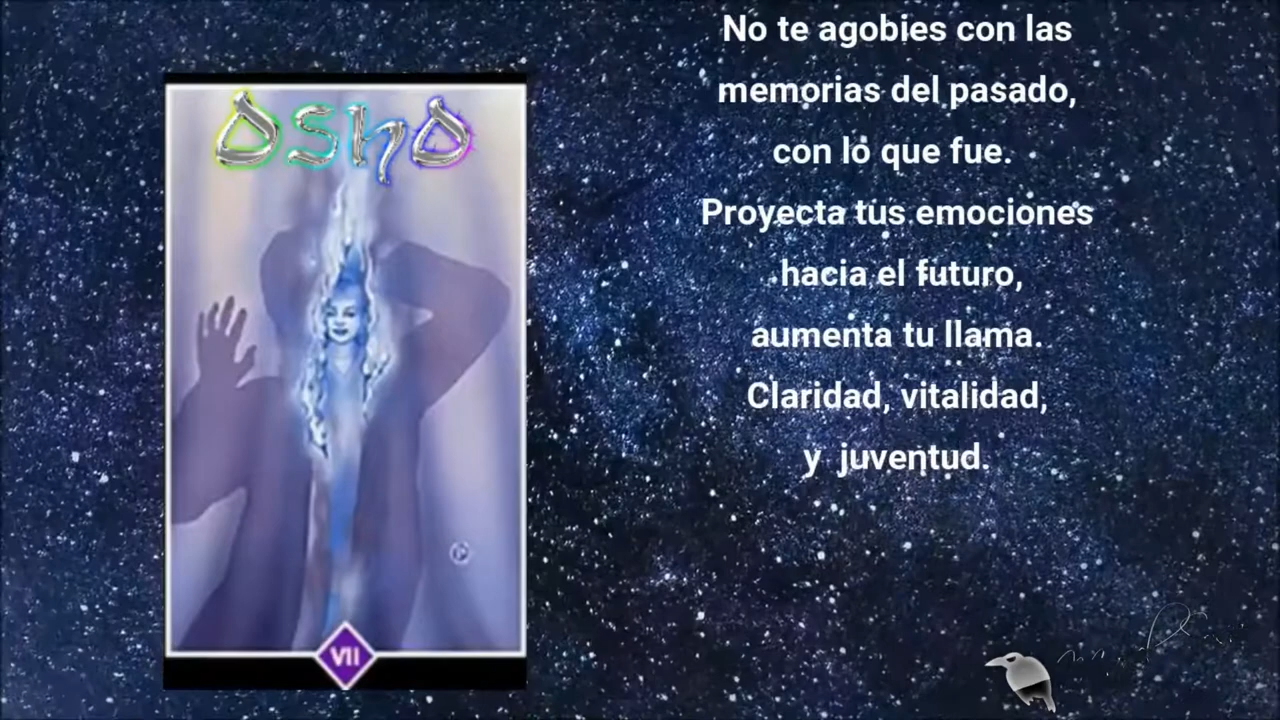 osho
VII
No te agobies con las
memorias del pasado,
con lo que fue.
Proyecta tus emociones
hacia el futuro,
aumenta tu llama.
Claridad, vitalidad,
y juventud.